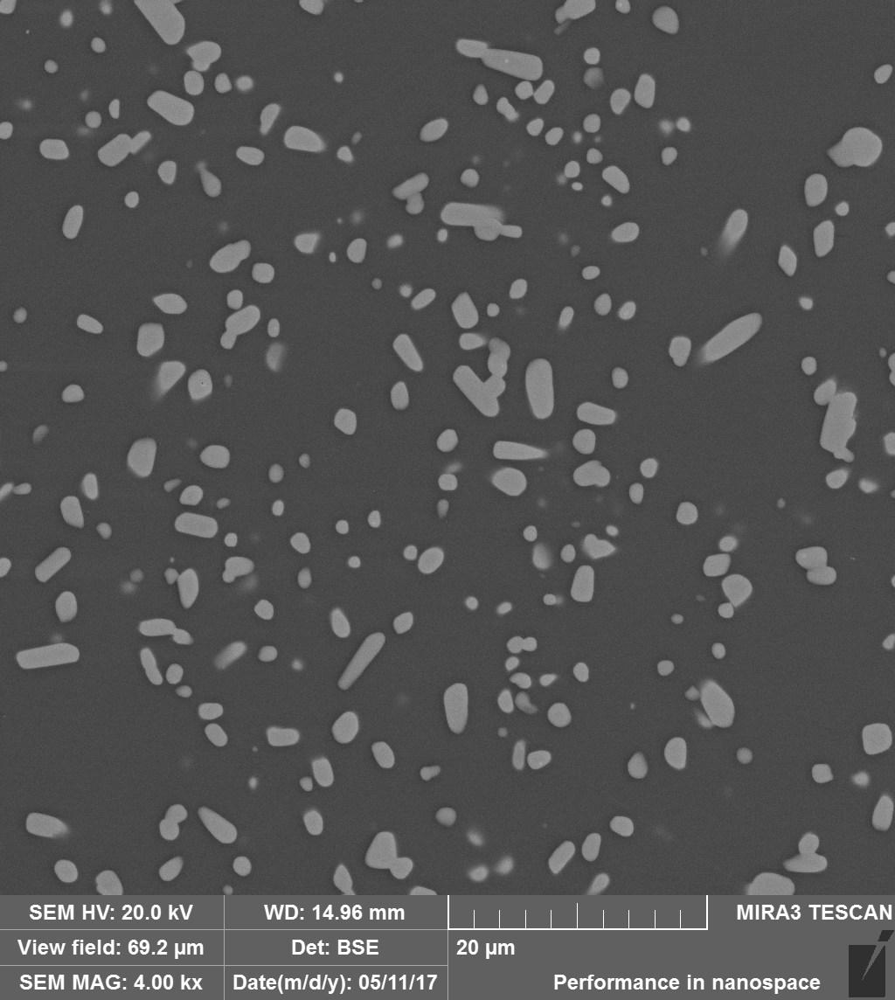 SEM HV: 20.0 kV
WD: 14.96 mm
MIRA3 TESCAN
View field: 69.2 µm
Det: BSE
20 µm
SEM MAG: 4.00 kx
Date(m/d/y): 05/11/17
Performance in nanospace